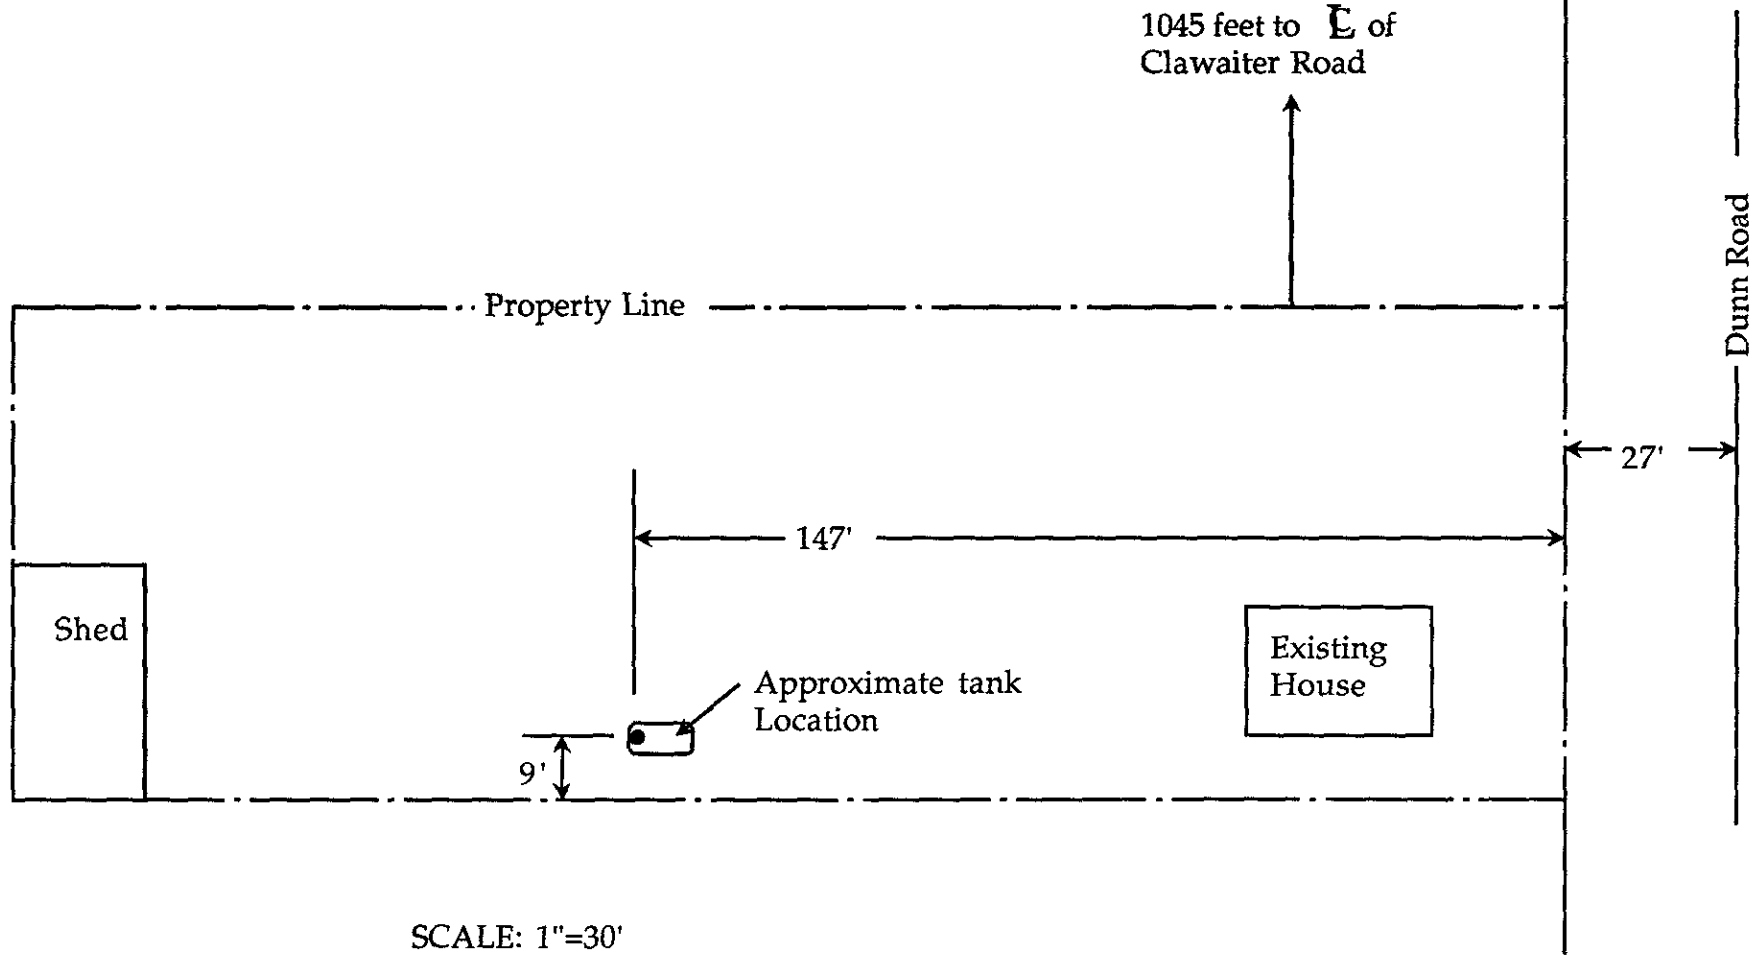 1045 feet to ℄ of
Clawaiter Road
Dunn Road
Property Line
27'
147'
Shed
Existing
House
Approximate tank
Location
9'
SCALE: 1"=30'